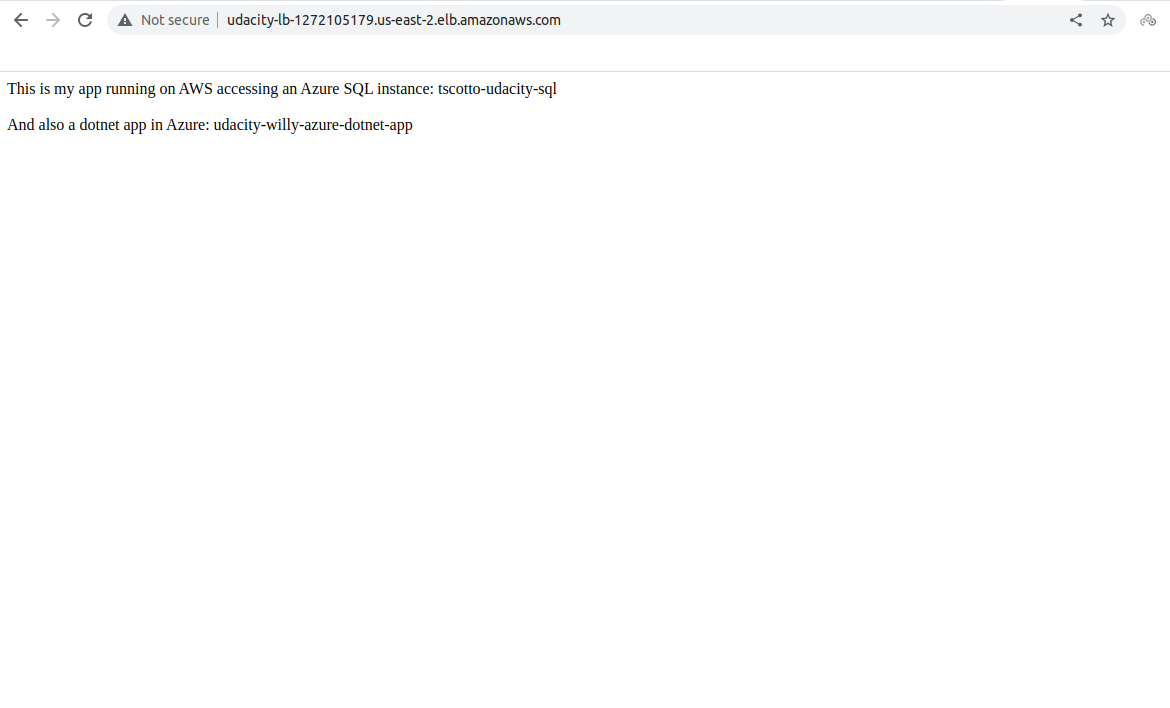 Not secure udacity-lb-1272105179.us-east-2.elb.amazonaws.com
This is my app running on AWS accessing an Azure SQL instance: tscotto-udacity-sql
And also a dotnet app in Azure: udacity-willy-azure-dotnet-app